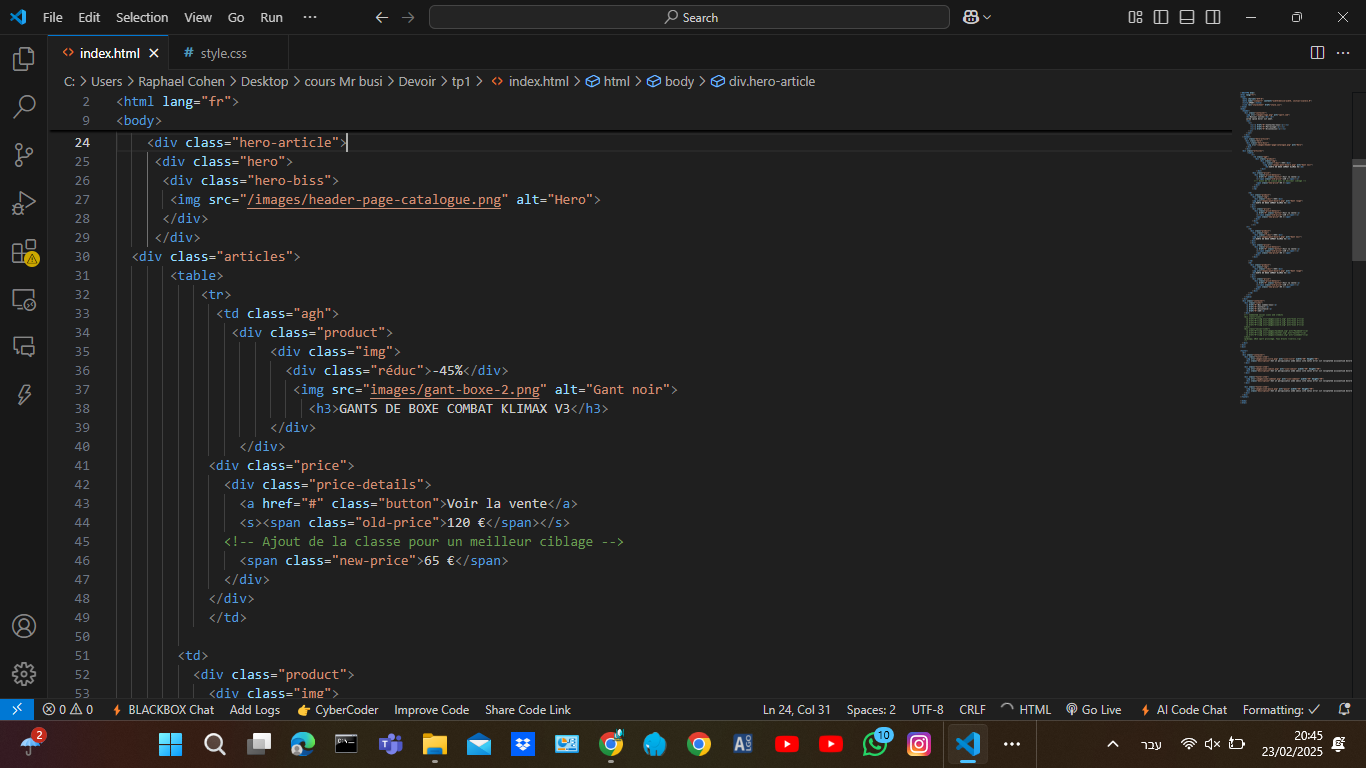 File Edit Selection View Go Run ··· Search
index.html style.css
C: > Users > Raphael Cohen > Desktop > cours Mr busi > Devoir > tp1 > index.html > html > body > div.hero-article
2 <html lang="fr">
9 <body>
24 <div class="hero-article">
25 <div class="hero">
26 <div class="hero-biss">
27 <img src="/images/header-page-catalogue.png" alt="Hero">
28 </div>
29 </div>
30 <div class="articles">
31 <table>
32 <tr>
33 <td class="agh">
34 <div class="product">
35 <div class="img">
36 <div class="réduc">-45%</div>
37 <img src="images/gant-boxe-2.png" alt="Gant noir">
38 <h3>GANTS DE BOXE COMBAT KLIMAX V3</h3>
39 </div>
40 </div>
41 <div class="price">
42 <div class="price-details">
43 <a href="#" class="button">Voir la vente</a>
44 <s><span class="old-price">120 €</span></s>
45 <!-- Ajout de la classe pour un meilleur ciblage -->
46 <span class="new-price">65 €</span>
47 </div>
48 </div>
49 </td>
50
51 <td>
52 <div class="product">
53 <div class="img">
0 0 BLACKBOX Chat Add Logs CyberCoder Improve Code Share Code Link Ln 24, Col 31 Spaces: 2 UTF-8 CRLF HTML Go Live AI Code Chat Formatting: ✓
2 10 עבר 20:45
23/02/2025